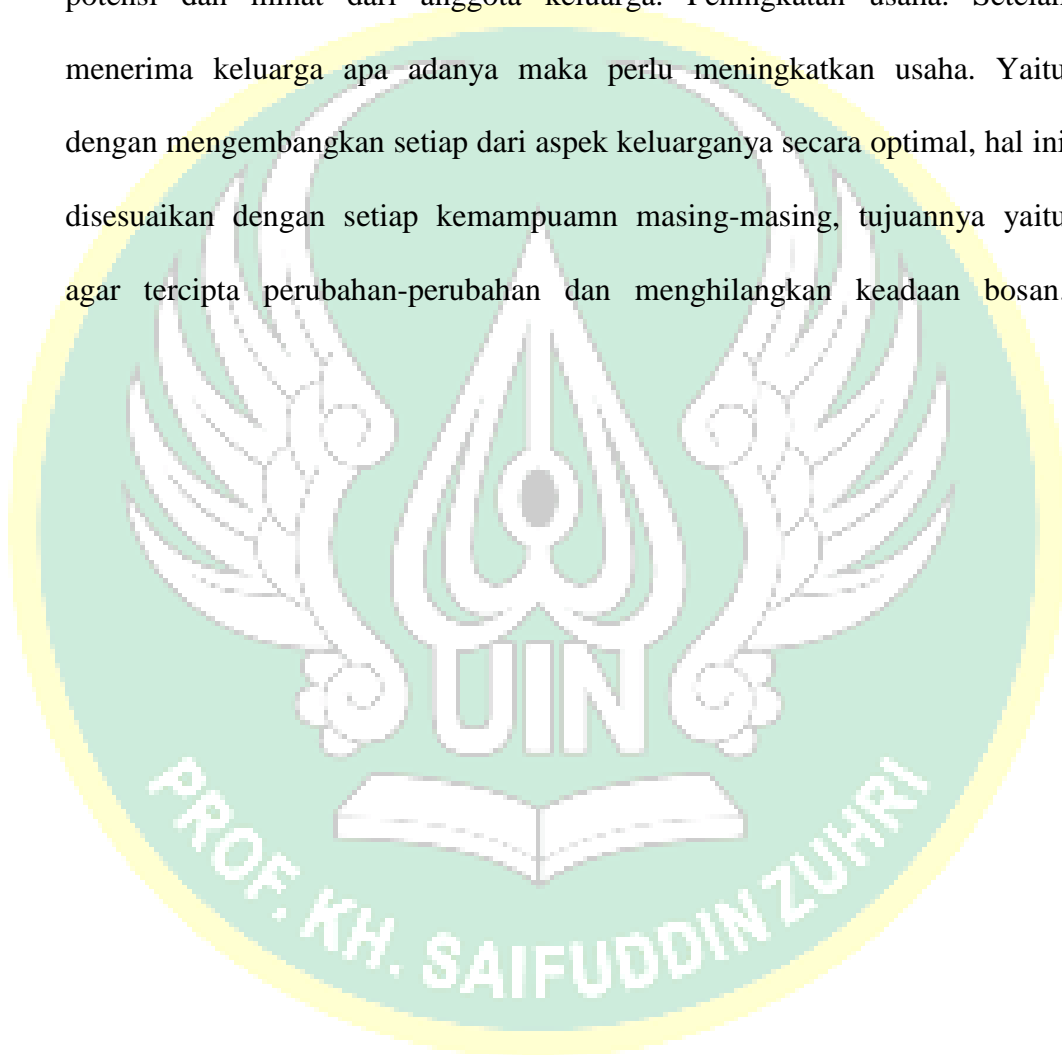 potensi dan minat dari anggota keluarga. Peningkatan usaha. Setelah
menerima keluarga apa adanya maka perlu meningkatkan usaha. Yaitu
dengan mengembangkan setiap dari aspek keluarganya secara optimal, hal ini
disesuaikan dengan setiap kemampuamn masing-masing, tujuannya yaitu
agar tercipta perubahan-perubahan dan menghilangkan keadaan bosan.
UIN
PROF. KH. SAIFUDDIN ZUHRI